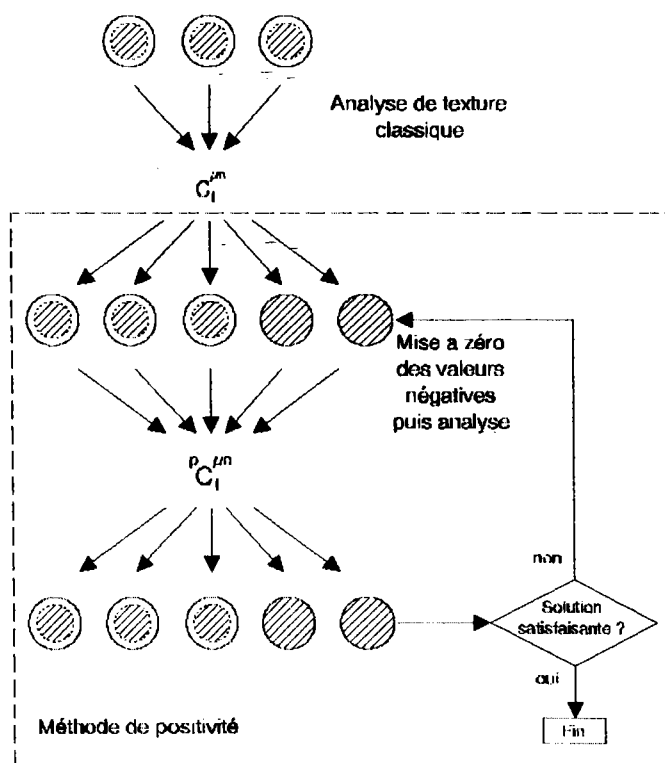 Analyse de texture
classique
C_l^{μn}
Mise a zéro
des valeurs
négatives
puis analyse
^pC_l^{μn}
non
Solution
satisfaisante ?
oui
Fin
Méthode de positivité